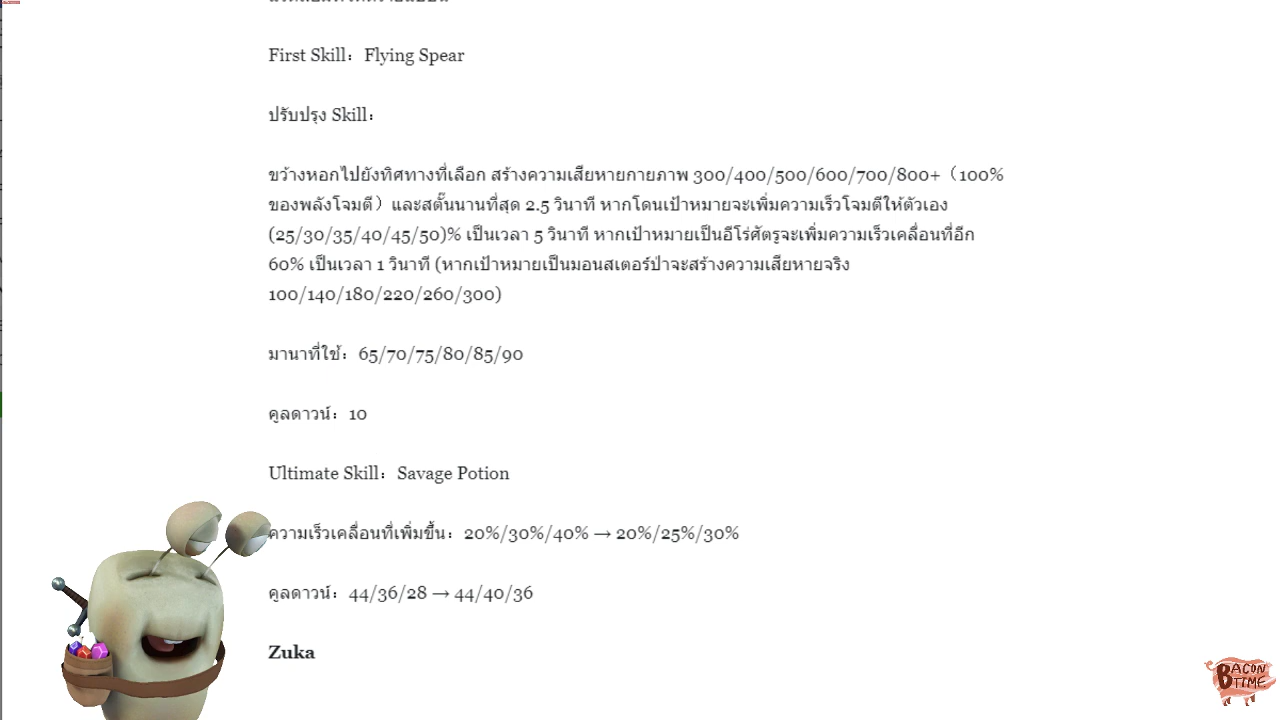 First Skill： Flying Spear
ปรับปรุง Skill：
ขว้างหอกไปยังทิศทางที่เลือก สร้างความเสียหายกายภาพ 300/400/500/600/700/800+（100%
ของพลังโจมตี）และสตั๊นนานที่สุด 2.5 วินาที หากโดนเป้าหมายจะเพิ่มความเร็วโจมตีให้ตัวเอง
(25/30/35/40/45/50)% เป็นเวลา 5 วินาที หากเป้าหมายเป็นฮีโร่ศัตรูจะเพิ่มความเร็วเคลื่อนที่อีก
60% เป็นเวลา 1 วินาที (หากเป้าหมายเป็นมอนสเตอร์ป่าจะสร้างความเสียหายจริง
100/140/180/220/260/300)
มานาที่ใช้： 65/70/75/80/85/90
คูลดาวน์： 10
Ultimate Skill： Savage Potion
ความเร็วเคลื่อนที่เพิ่มขึ้น： 20%/30%/40% → 20%/25%/30%
คูลดาวน์： 44/36/28 → 44/40/36
Zuka
BACON
TIME